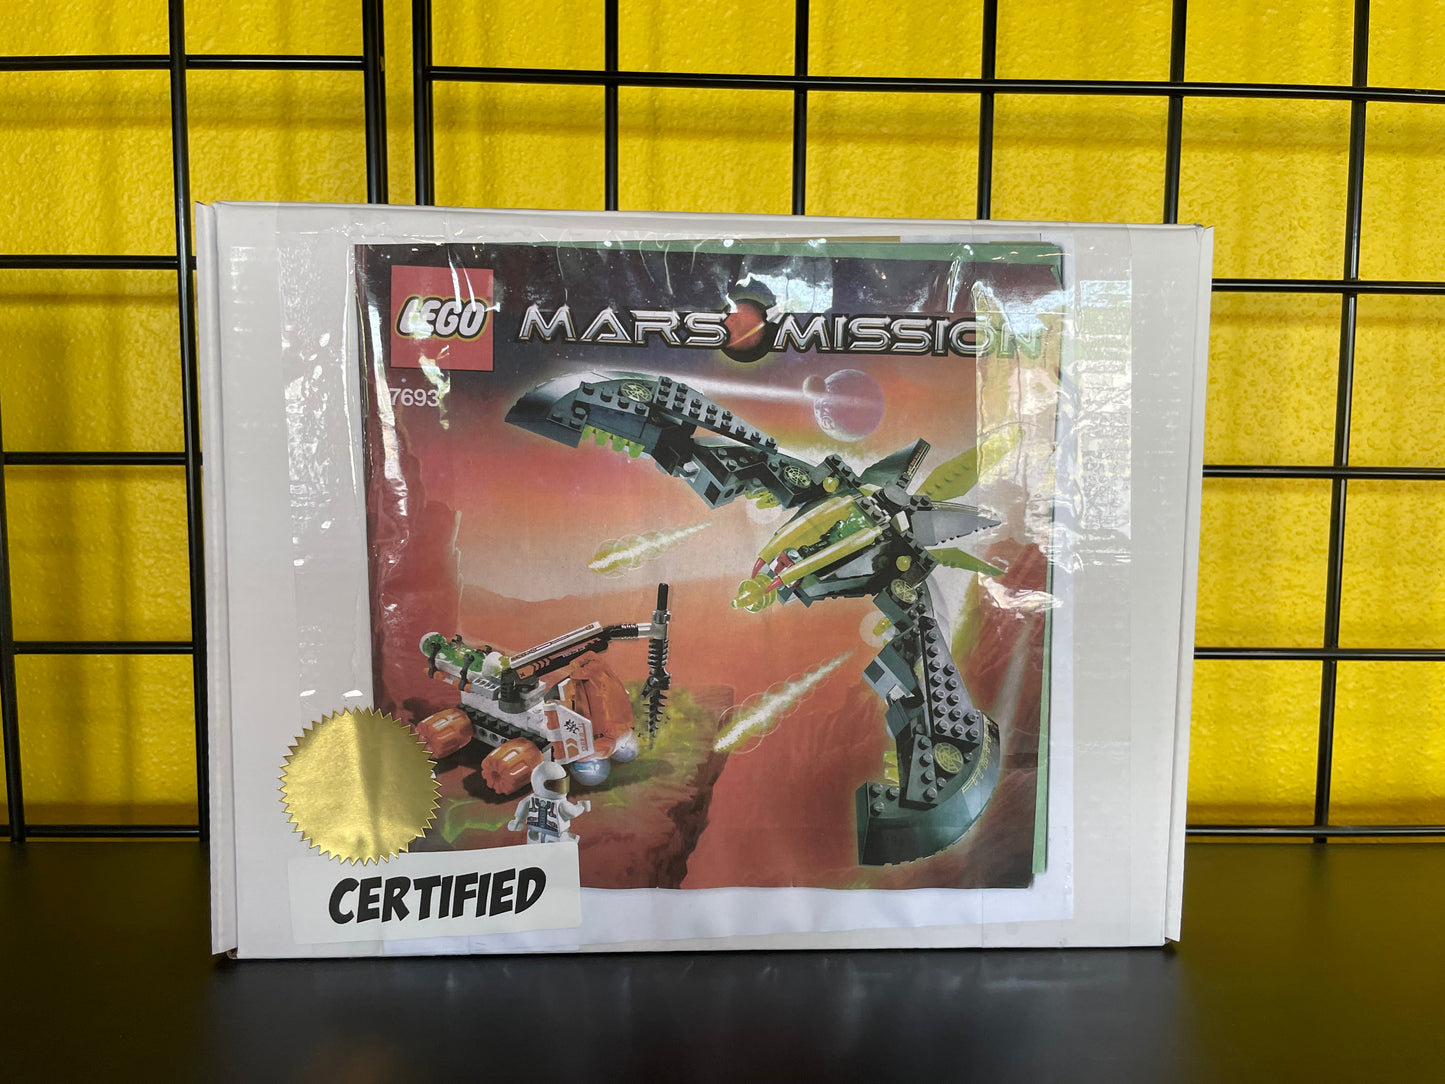 LEGO
MARS MISSION
7693
CERTIFIED